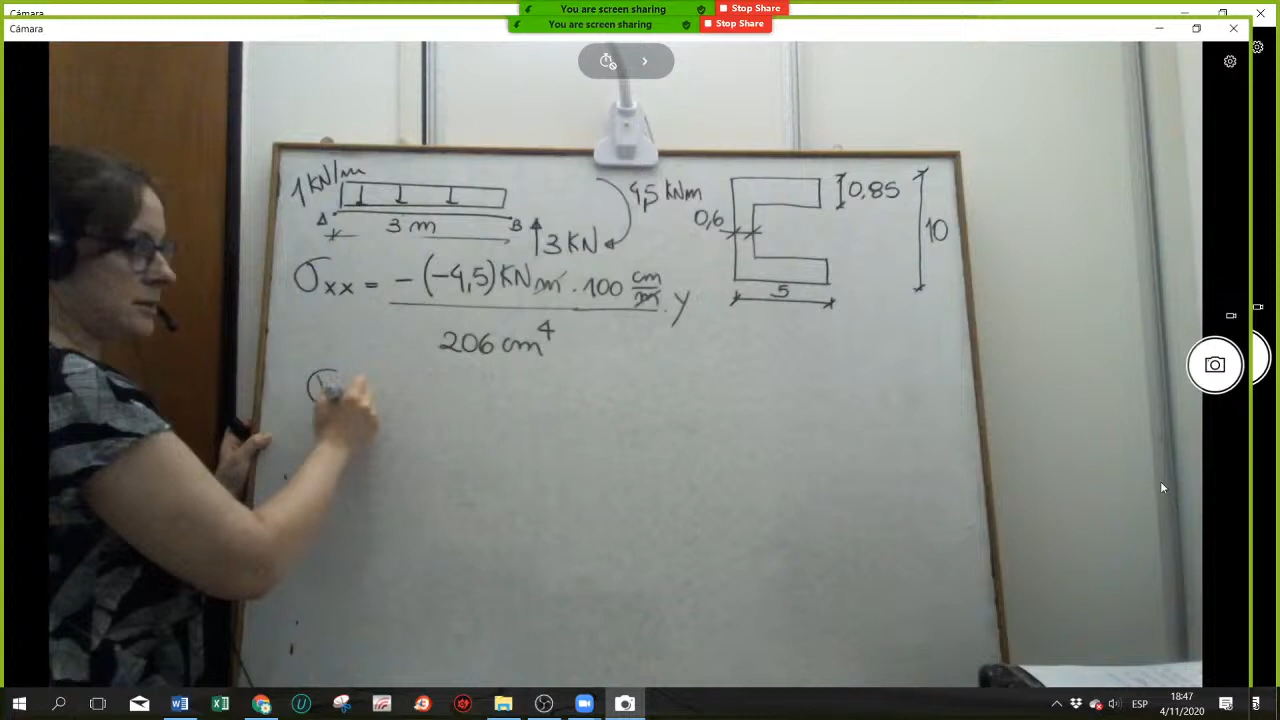 Cámara
You are screen sharing
Stop Share
Cámara
You are screen sharing
Stop Share
1 KN/m
A
3 m
B
3 KN
4,5 KNm
0,6
0,85
10
5
σxx = -(-4,5) KNm . 100 cm/m . y
206 cm⁴
ESP
18:47
4/11/2020